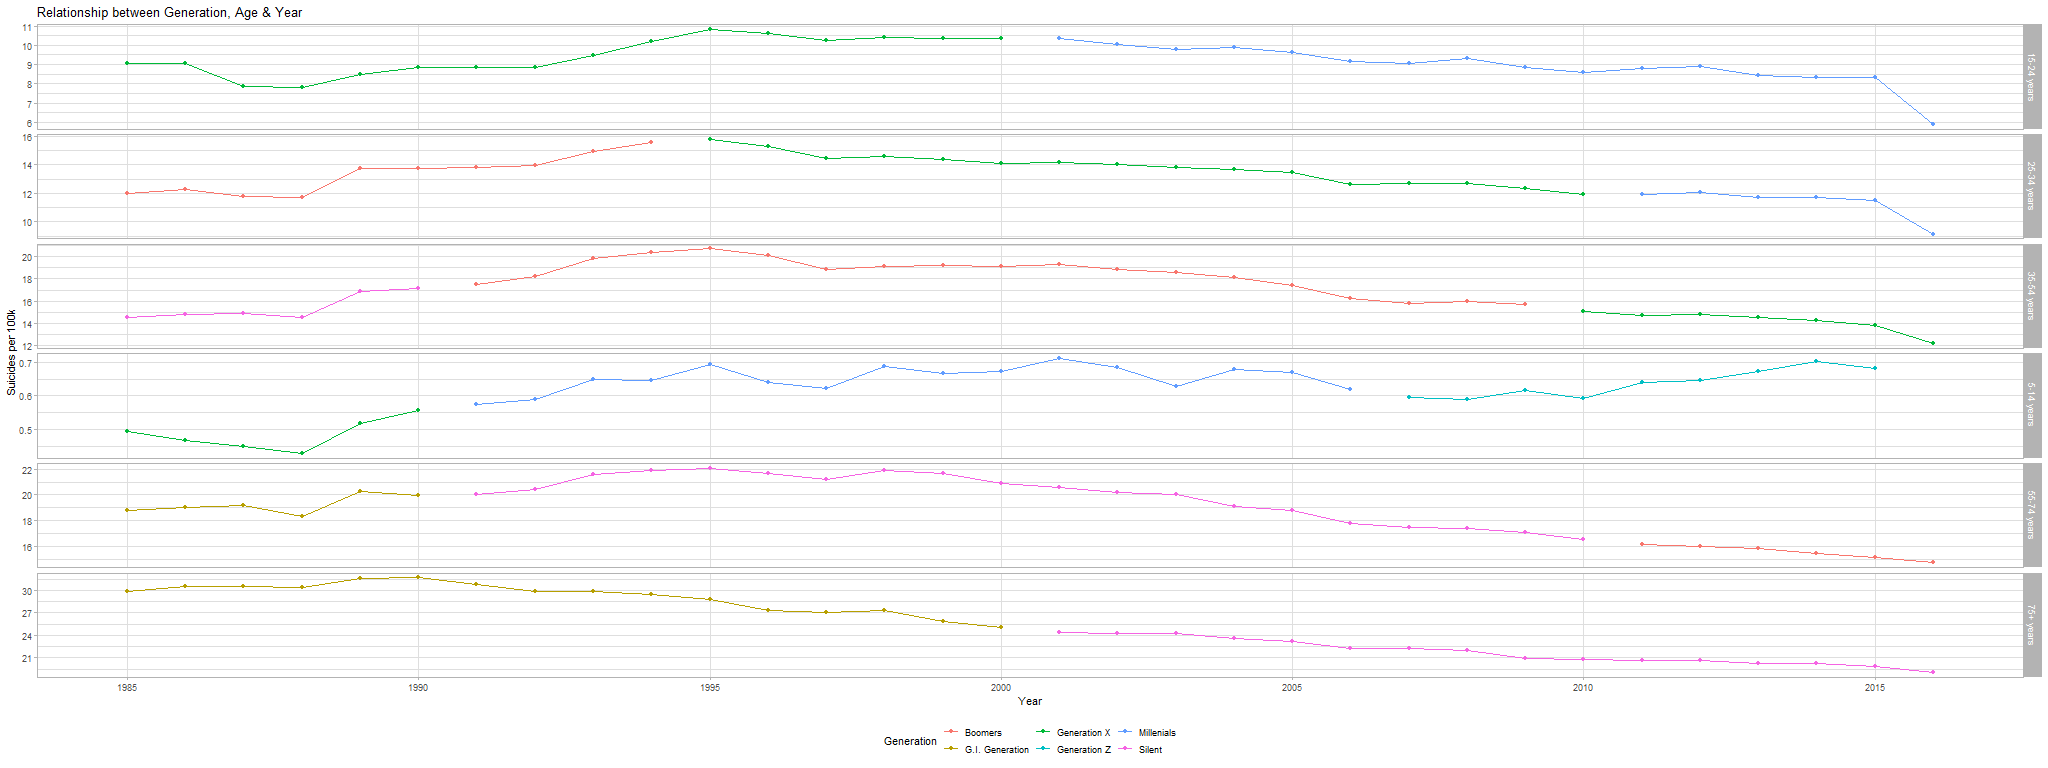 Relationship between Generation, Age & Year
Suicides per 100k
11
10
9
8
7
6
15-24 years
16
14
12
10
25-34 years
20
18
16
14
12
35-54 years
0.7
0.6
0.5
5-14 years
22
20
18
16
55-74 years
30
27
24
21
75+ years
1985 1990 1995 2000 2005 2010 2015
Year
Generation
Boomers Generation X Millenials
G.I. Generation Generation Z Silent